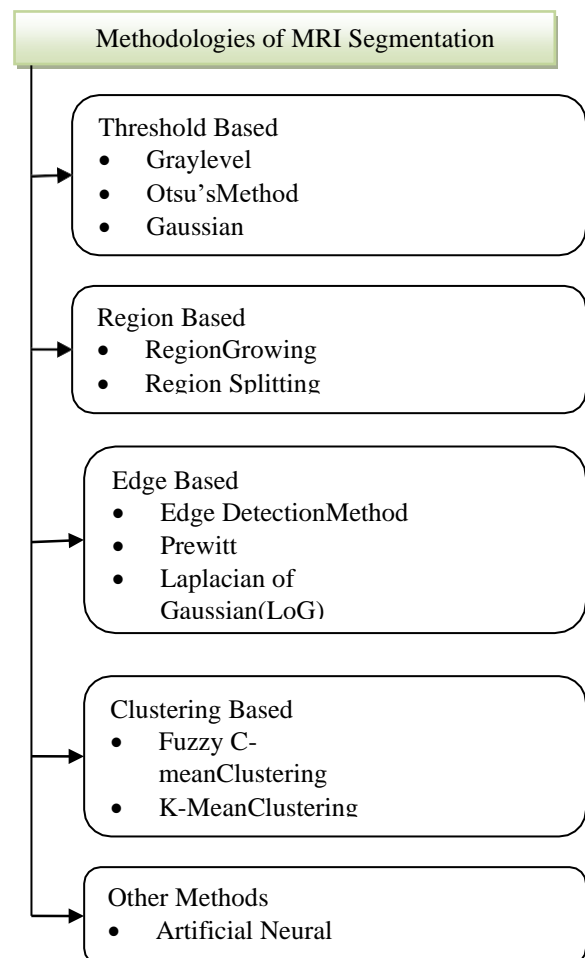 Methodologies of MRI Segmentation
Threshold Based
• Graylevel
• Otsu'sMethod
• Gaussian
Region Based
• RegionGrowing
• Region Splitting
Edge Based
• Edge DetectionMethod
• Prewitt
• Laplacian of
Gaussian(LoG)
Clustering Based
• Fuzzy C-
meanClustering
• K-MeanClustering
Other Methods
• Artificial Neural